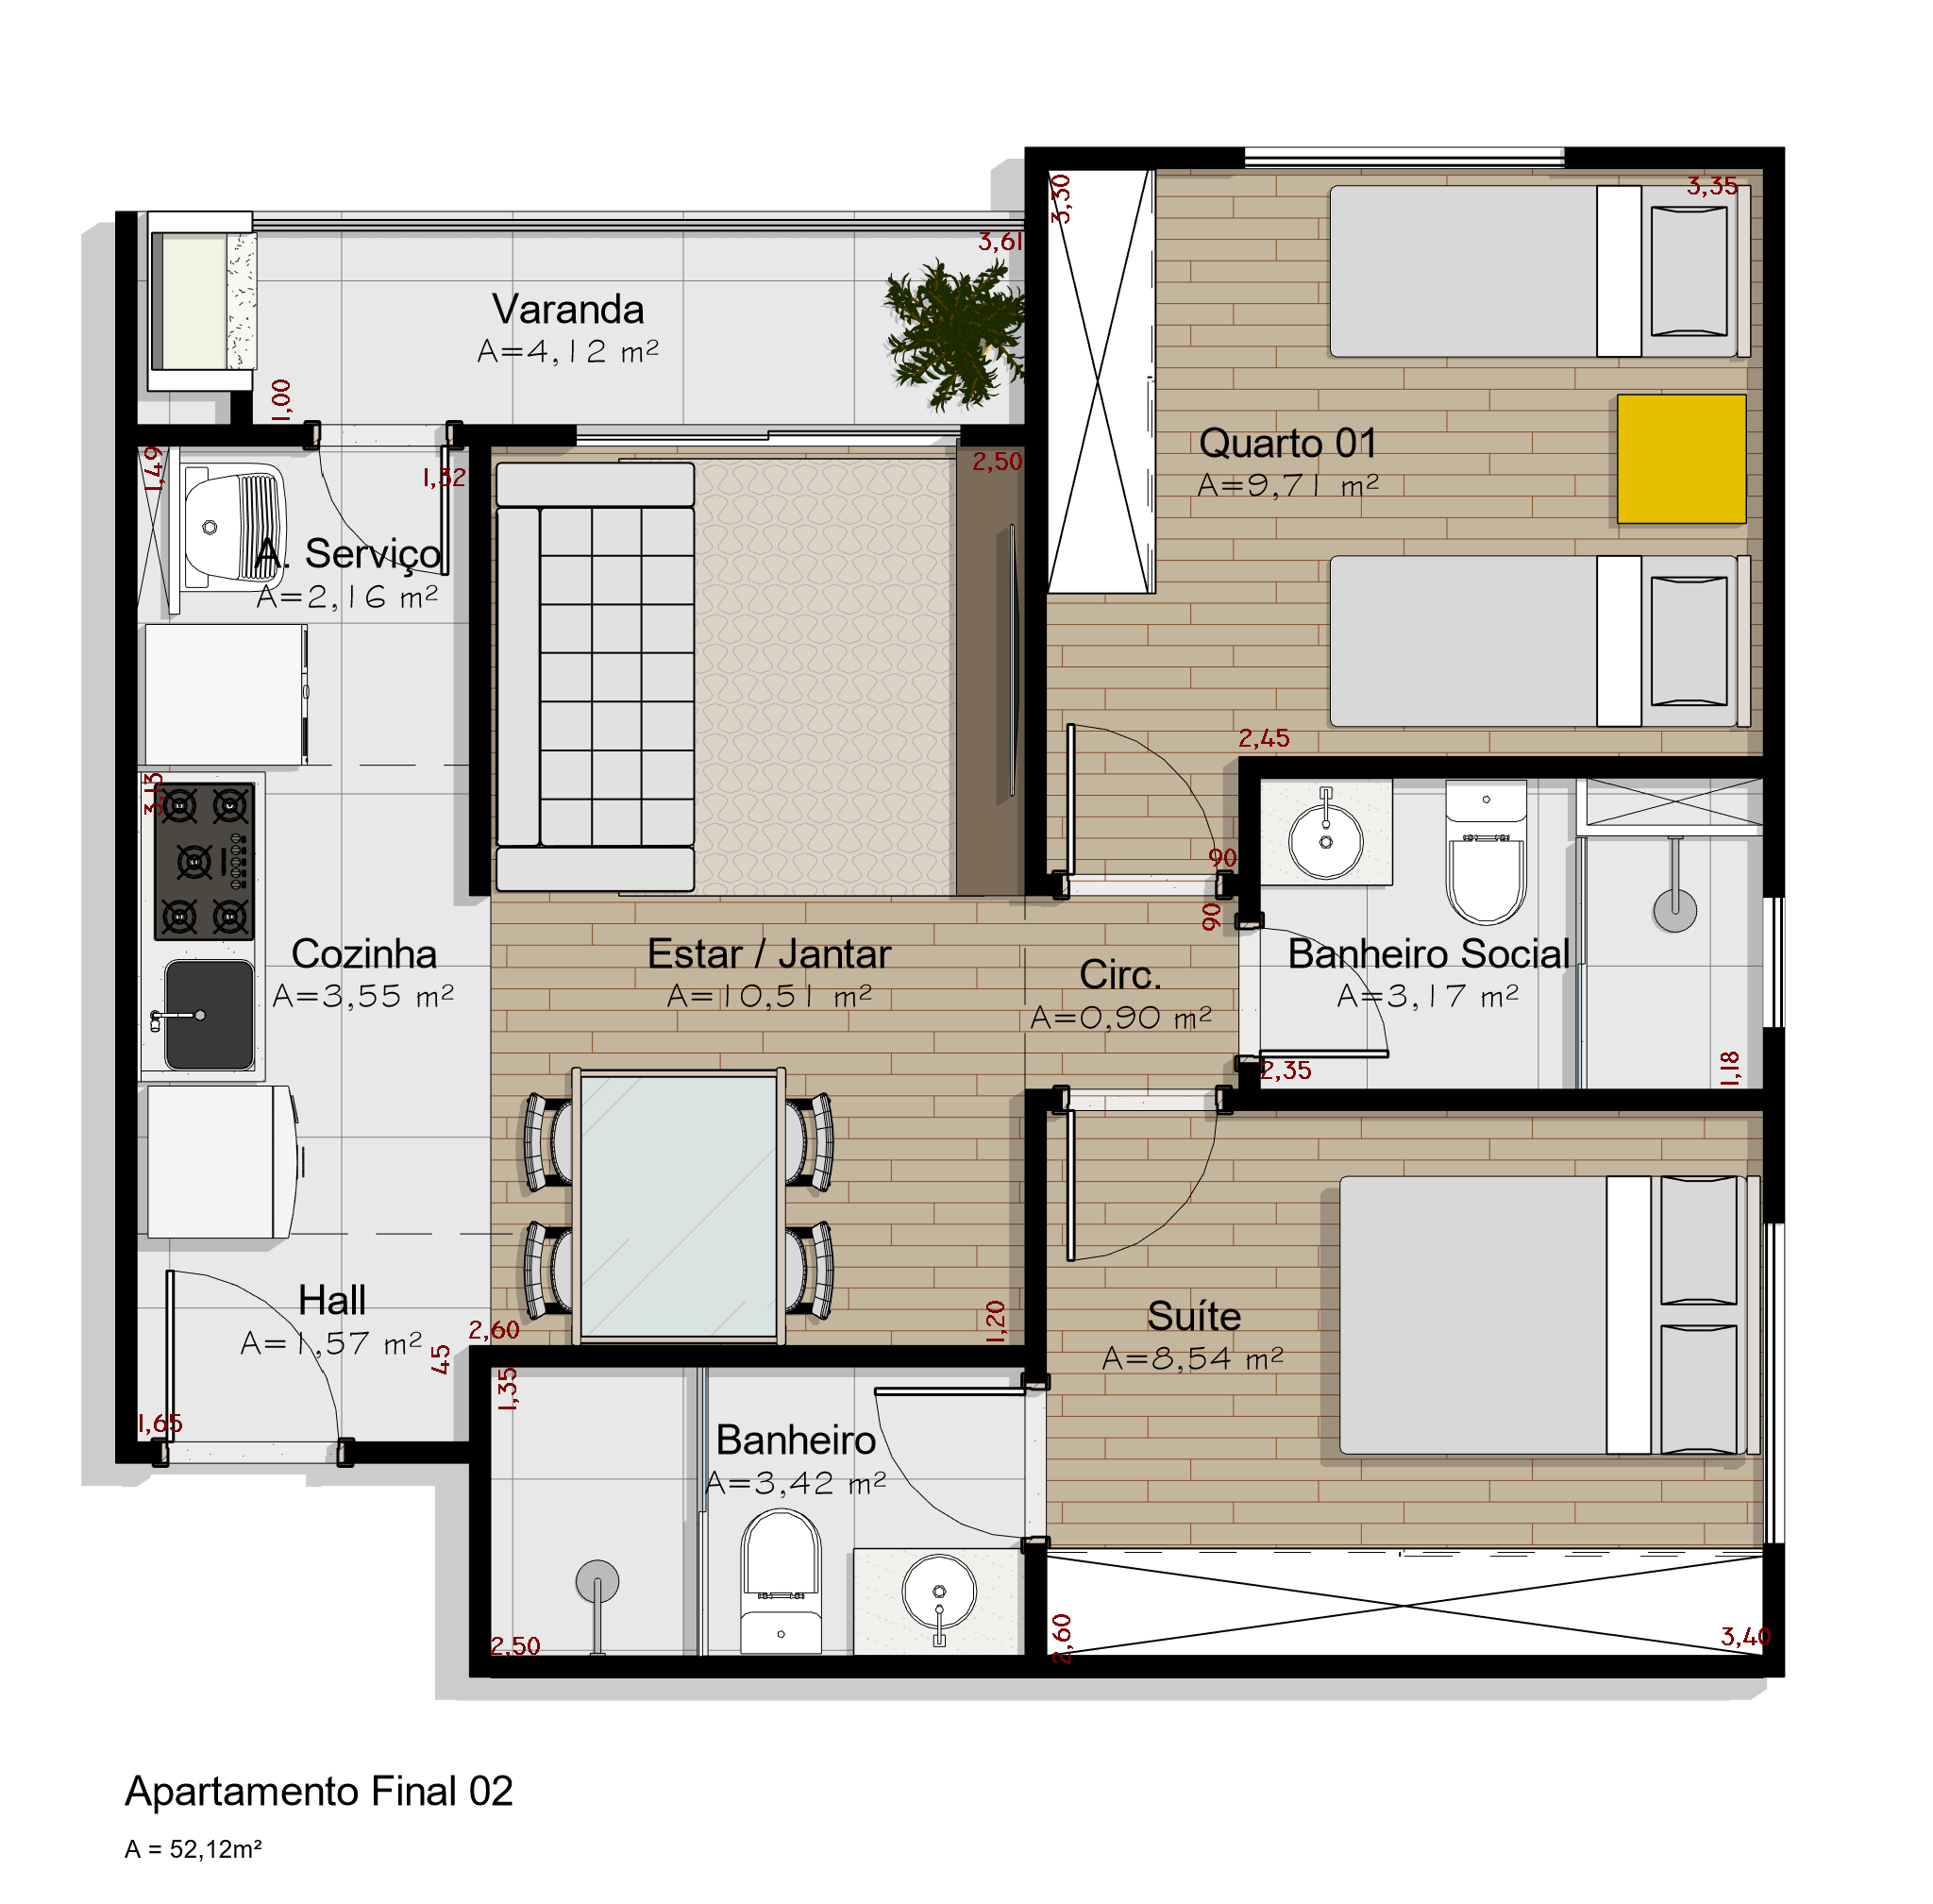 3,30
3,35
3,61
Varanda
A=4,12 m²
1,00
1,49
1,32
2,50
Quarto 01
A=9,71 m²
A. Serviço
A=2,16 m²
2,45
3,13
90
90
Cozinha
A=3,55 m²
Estar / Jantar
A=10,51 m²
Circ.
A=0,90 m²
Banheiro Social
A=3,17 m²
2,35
1,18
Hall
A=1,57 m²
45
2,60
1,20
Suíte
A=8,54 m²
1,65
1,35
Banheiro
A=3,42 m²
2,50
2,60
3,40
Apartamento Final 02
A = 52,12m²